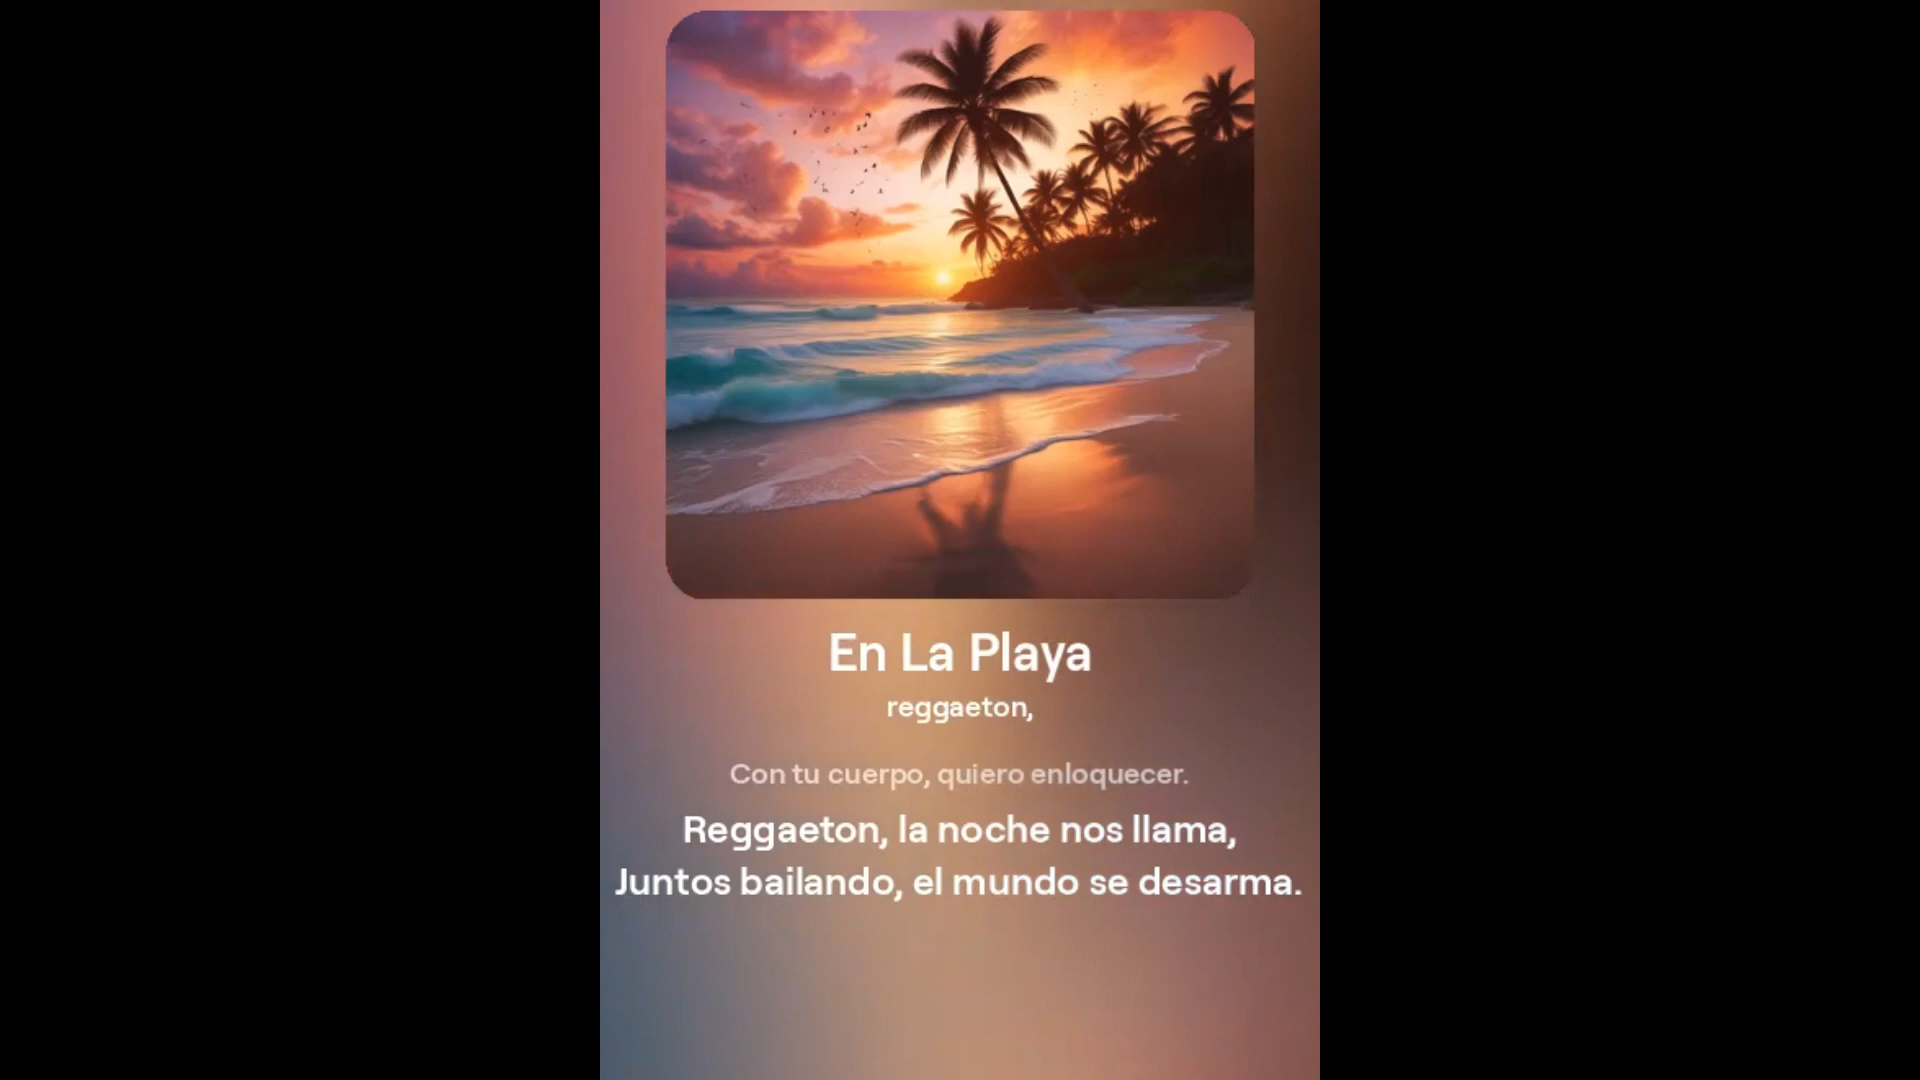 En La Playa
reggaeton,
Con tu cuerpo, quiero enloquecer.
Reggaeton, la noche nos llama,
Juntos bailando, el mundo se desarma.